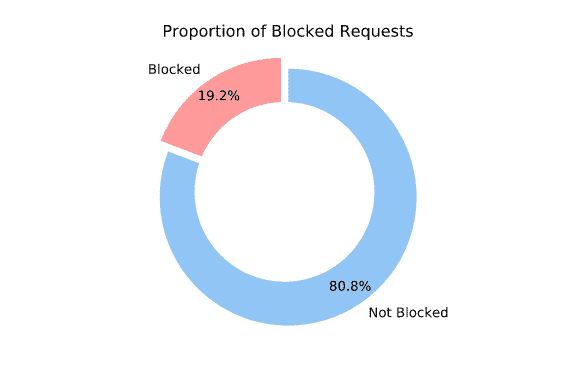 Proportion of Blocked Requests
Blocked
19.2%
80.8%
Not Blocked